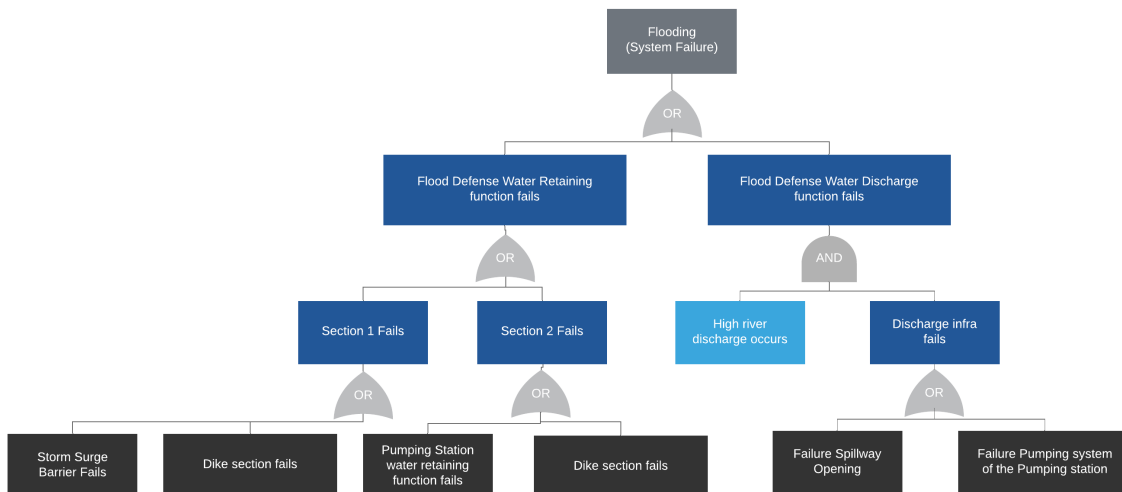 Flooding
(System Failure)
OR
Flood Defense Water Retaining
function fails
Flood Defense Water Discharge
function fails
OR
AND
Section 1 Fails
Section 2 Fails
High river
discharge occurs
Discharge infra
fails
OR
OR
OR
Storm Surge
Barrier Fails
Dike section fails
Pumping Station
water retaining
function fails
Dike section fails
Failure Spillway
Opening
Failure Pumping system
of the Pumping station